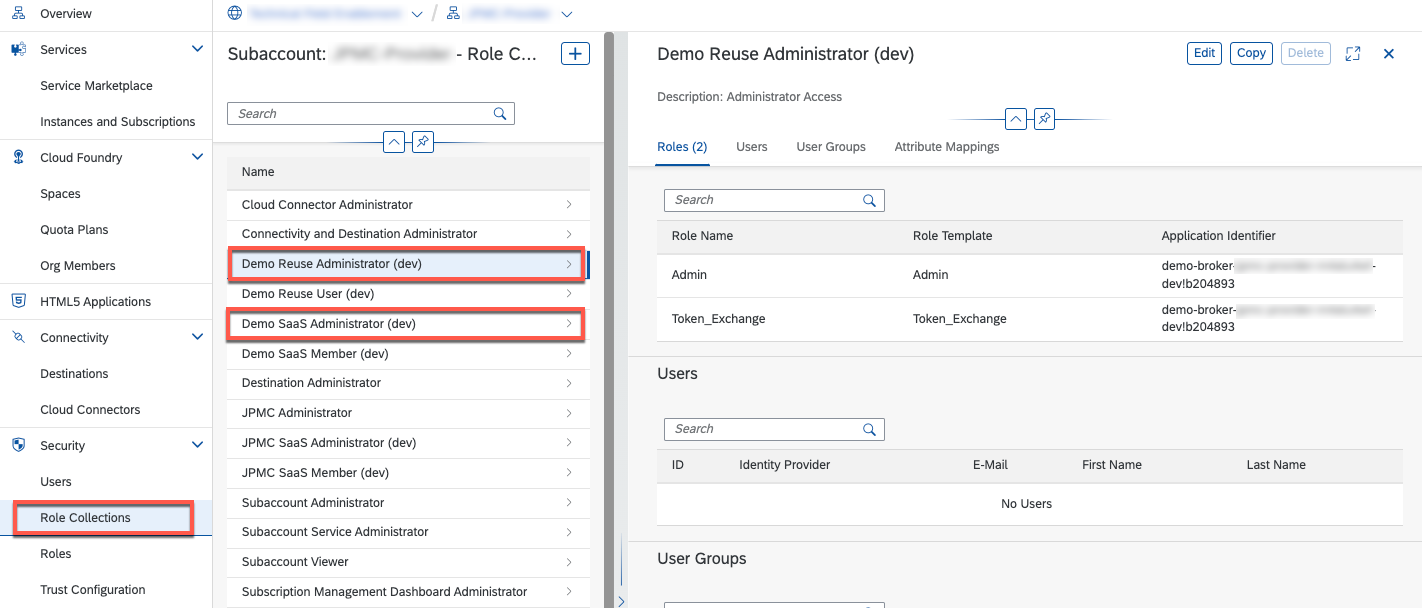 Overview
Services
Service Marketplace
Instances and Subscriptions
Cloud Foundry
Spaces
Quota Plans
Org Members
HTML5 Applications
Connectivity
Destinations
Cloud Connectors
Security
Users
Role Collections
Roles
Trust Configuration
/
Subaccount: - Role C...
Search
Name
Cloud Connector Administrator
Connectivity and Destination Administrator
Demo Reuse Administrator (dev)
Demo Reuse User (dev)
Demo SaaS Administrator (dev)
Demo SaaS Member (dev)
Destination Administrator
JPMC Administrator
JPMC SaaS Administrator (dev)
JPMC SaaS Member (dev)
Subaccount Administrator
Subaccount Service Administrator
Subaccount Viewer
Subscription Management Dashboard Administrator
Demo Reuse Administrator (dev)
Edit Copy Delete
Description: Administrator Access
Roles (2) Users User Groups Attribute Mappings
Search
Role Name Role Template Application Identifier
Admin Admin demo-broker- -
dev!b204893
Token_Exchange Token_Exchange demo-broker- -
dev!b204893
Users
Search
ID Identity Provider E-Mail First Name Last Name
No Users
User Groups